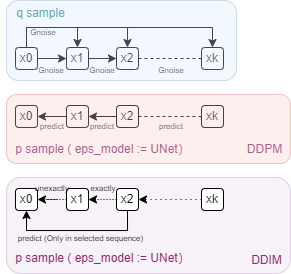 q sample
Gnoise
x0 x1 x2 xk
Gnoise Gnoise Gnoise
x0 x1 x2 xk
predict predict predict
p sample ( eps_model := UNet) DDPM
unexactly exactly
x0 x1 x2 xk
predict (Only in selected sequence)
p sample ( eps_model := UNet) DDIM